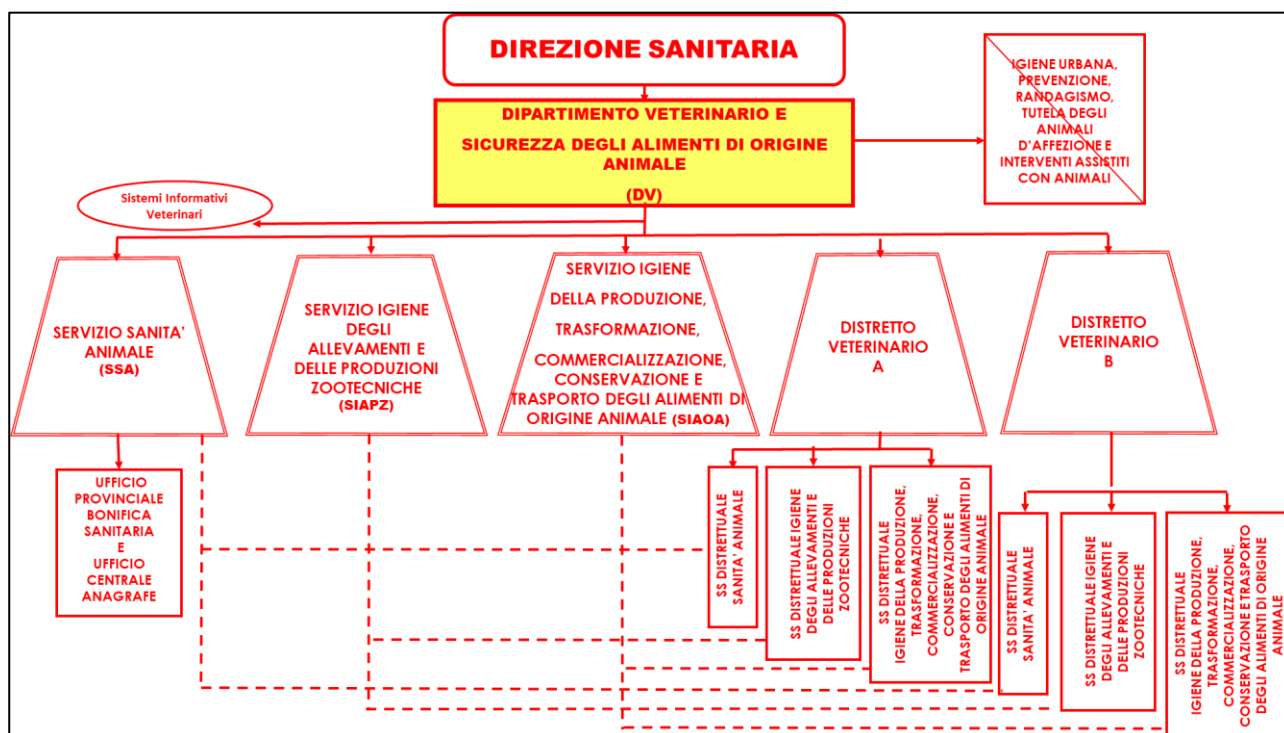 DIREZIONE SANITARIA
DIPARTIMENTO VETERINARIO E
SICUREZZA DEGLI ALIMENTI DI ORIGINE
ANIMALE
(DV)
IGIENE URBANA,
PREVENZIONE,
RANDAGISMO,
TUTELA DEGLI
ANIMALI
D'AFFEZIONE E
INTERVENTI ASSISTITI
CON ANIMALI
Sistemi Informativi
Veterinari
SERVIZIO SANITA'
ANIMALE
(SSA)
SERVIZIO IGIENE
DEGLI
ALLEVAMENTI E
DELLE PRODUZIONI
ZOOTECNICHE
(SIAPZ)
SERVIZIO IGIENE
DELLA PRODUZIONE,
TRASFORMAZIONE,
COMMERCIALIZZAZIONE,
CONSERVAZIONE E
TRASPORTO DEGLI ALIMENTI DI
ORIGINE ANIMALE (SIAOA)
DISTRETTO
VETERINARIO
A
DISTRETTO
VETERINARIO
B
UFFICIO
PROVINCIALE
BONIFICA
SANITARIA
E
UFFICIO
CENTRALE
ANAGRAFE
SS DISTRETTUALE
SANITA' ANIMALE
SS DISTRETTUALE IGIENE
DEGLI ALLEVAMENTI E
DELLE PRODUZIONI
ZOOTECNICHE
SS DISTRETTUALE
IGIENE DELLA PRODUZIONE,
TRASFORMAZIONE,
COMMERCIALIZZAZIONE,
CONSERVAZIONE E
TRASPORTO DEGLI ALIMENTI DI
ORIGINE ANIMALE
SS DISTRETTUALE
SANITA' ANIMALE
SS DISTRETTUALE IGIENE
DEGLI ALLEVAMENTI E
DELLE PRODUZIONI
ZOOTECNICHE
SS DISTRETTUALE
IGIENE DELLA PRODUZIONE,
TRASFORMAZIONE,
COMMERCIALIZZAZIONE,
CONSERVAZIONE E TRASPORTO
DEGLI ALIMENTI DI ORIGINE
ANIMALE